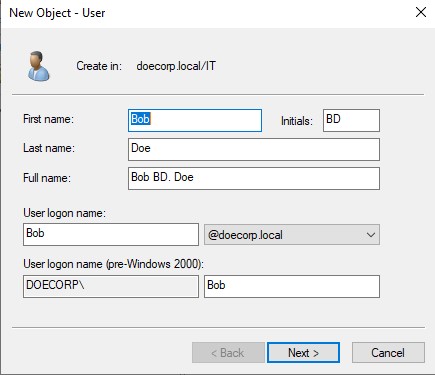 New Object - User
Create in: doecorp.local/IT
First name: Bob Initials: BD
Last name: Doe
Full name: Bob BD. Doe
User logon name:
Bob @doecorp.local
User logon name (pre-Windows 2000):
DOECORP\ Bob
< Back Next > Cancel